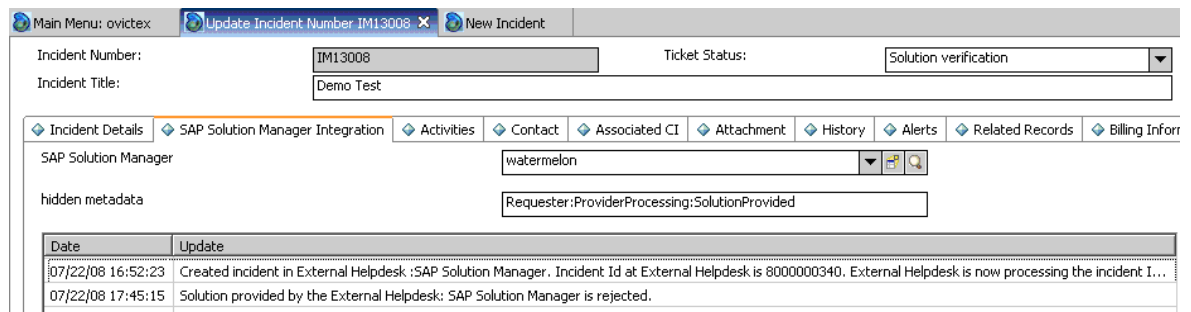 Main Menu: ovictex Update Incident Number IM13008 X New Incident
Incident Number: IM13008 Ticket Status: Solution verification
Incident Title: Demo Test
Incident Details SAP Solution Manager Integration Activities Contact Associated CI Attachment History Alerts Related Records Billing Inforr
SAP Solution Manager watermelon
hidden metadata Requester:ProviderProcessing:SolutionProvided
Date Update
07/22/08 16:52:23 Created incident in External Helpdesk :SAP Solution Manager. Incident Id at External Helpdesk is 8000000340. External Helpdesk is now processing the incident I...
07/22/08 17:45:15 Solution provided by the External Helpdesk: SAP Solution Manager is rejected.